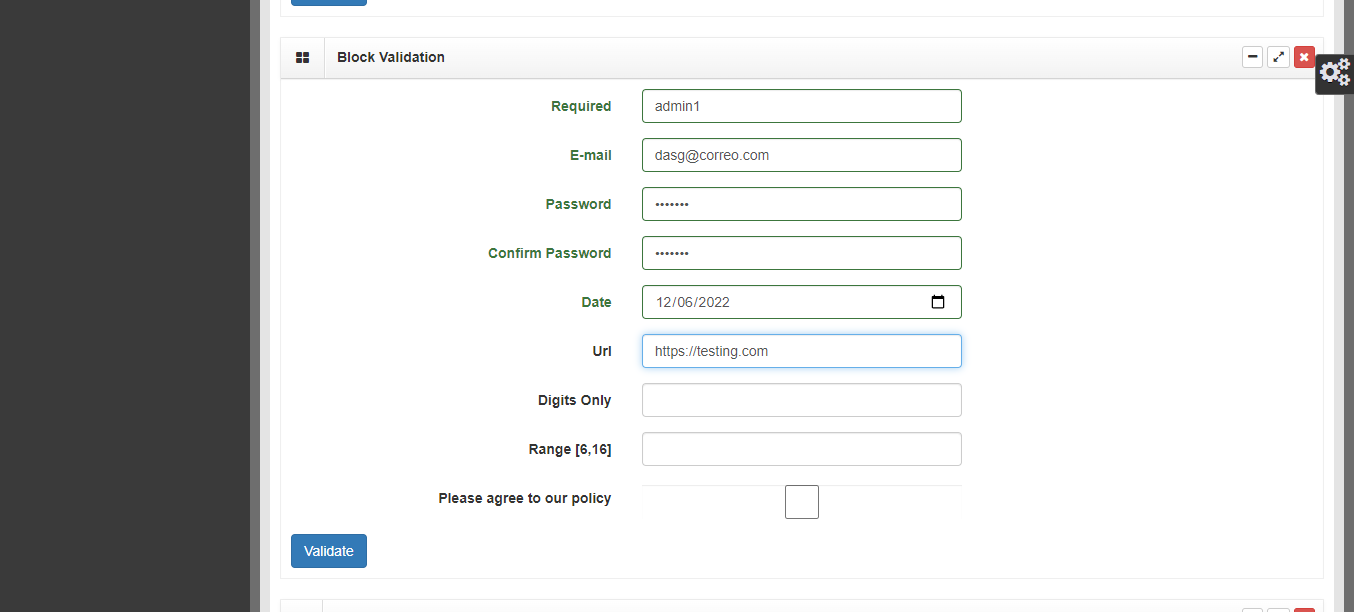 Block Validation
Required admin1
E-mail dasg@correo.com
Password •••••••
Confirm Password •••••••
Date 12/06/2022
Url https://testing.com
Digits Only
Range [6,16]
Please agree to our policy
Validate